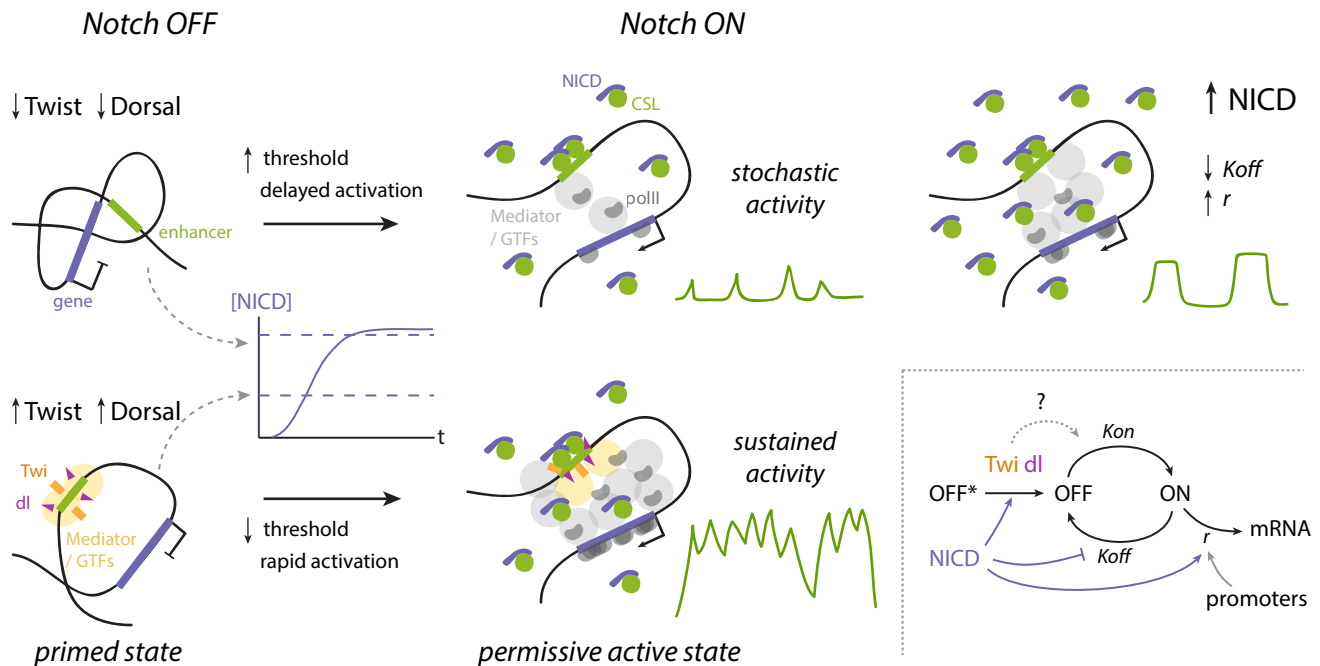 Notch OFF
Notch ON
↓Twist ↓Dorsal
↑ threshold
delayed activation
enhancer
gene
NICD
CSL
Mediator
/ GTFs
polII
stochastic
activity
↑ NICD
↓ Koff
↑ r
[NICD]
t
↑Twist ↑Dorsal
Twi
dl
Mediator
/ GTFs
↓ threshold
rapid activation
primed state
sustained
activity
permissive active state
?
Kon
Twi dl
OFF* OFF ON
mRNA
r
Koff
NICD
promoters